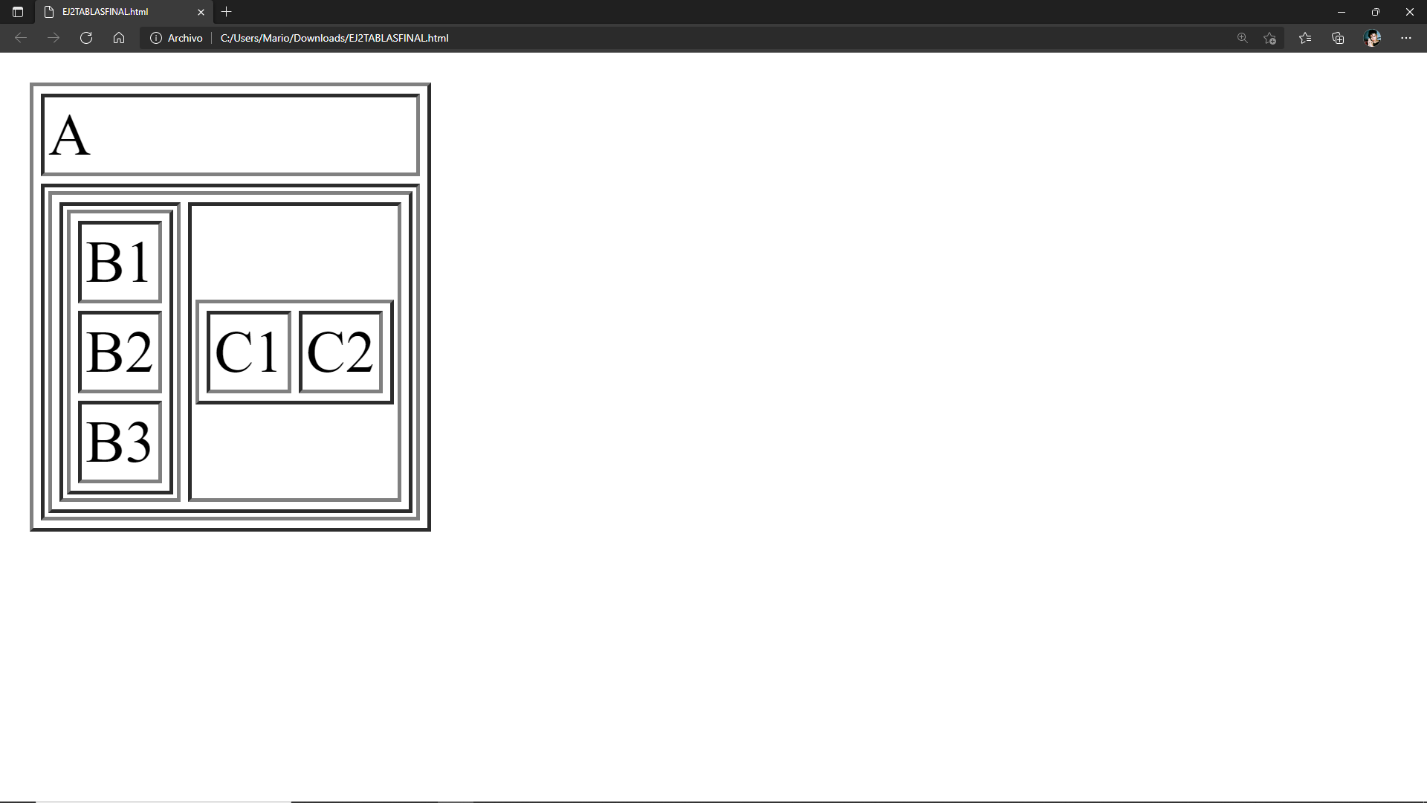 EJ2TABLASFINAL.html
Archivo
C:/Users/Mario/Downloads/EJ2TABLASFINAL.html
A
B1
B2
B3
C1
C2